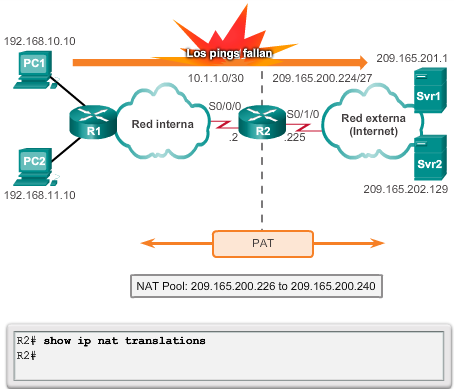 Los pings fallan
192.168.10.10
PC1
10.1.1.0/30
209.165.200.224/27
209.165.201.1
Svr1
S0/0/0
S0/1/0
R1
Red interna
R2
Red externa
(Internet)
.2
.225
PC2
Svr2
192.168.11.10
209.165.202.129
PAT
NAT Pool: 209.165.200.226 to 209.165.200.240
R2# show ip nat translations
R2#